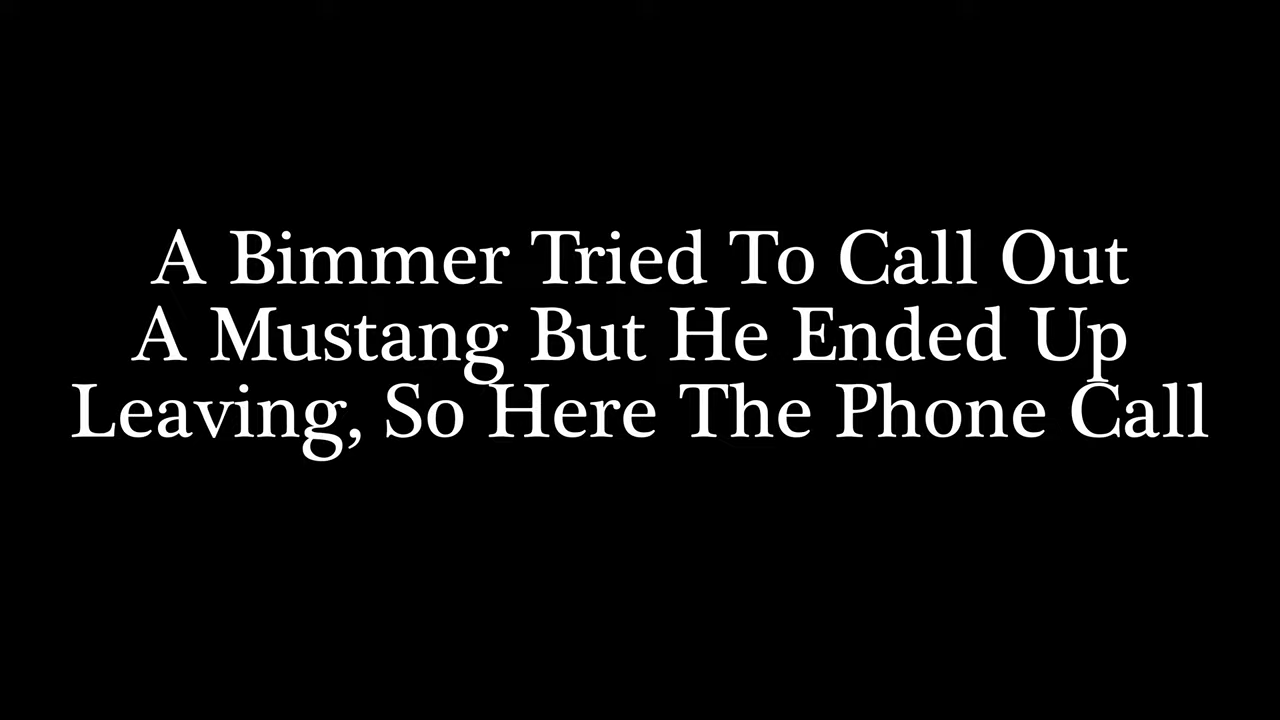 A Bimmer Tried To Call Out
A Mustang But He Ended Up
Leaving, So Here The Phone Call